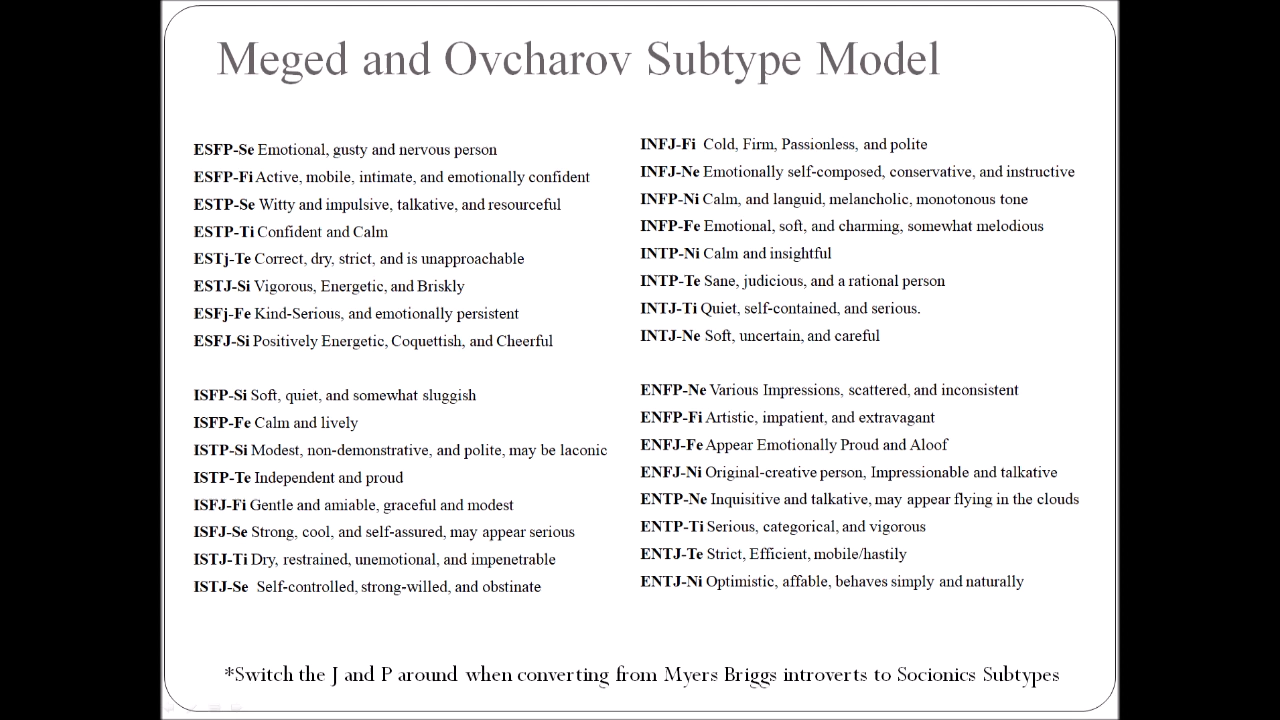 Meged and Ovcharov Subtype Model
ESFP-Se Emotional, gusty and nervous person
ESFP-Fi Active, mobile, intimate, and emotionally confident
ESTP-Se Witty and impulsive, talkative, and resourceful
ESTP-Ti Confident and Calm
ESTj-Te Correct, dry, strict, and is unapproachable
ESTJ-Si Vigorous, Energetic, and Briskly
ESFj-Fe Kind-Serious, and emotionally persistent
ESFJ-Si Positively Energetic, Coquettish, and Cheerful
ISFP-Si Soft, quiet, and somewhat sluggish
ISFP-Fe Calm and lively
ISTP-Si Modest, non-demonstrative, and polite, may be laconic
ISTP-Te Independent and proud
ISFJ-Fi Gentle and amiable, graceful and modest
ISFJ-Se Strong, cool, and self-assured, may appear serious
ISTJ-Ti Dry, restrained, unemotional, and impenetrable
ISTJ-Se Self-controlled, strong-willed, and obstinate
INFJ-Fi Cold, Firm, Passionless, and polite
INFJ-Ne Emotionally self-composed, conservative, and instructive
INFP-Ni Calm, and languid, melancholic, monotonous tone
INFP-Fe Emotional, soft, and charming, somewhat melodious
INTP-Ni Calm and insightful
INTP-Te Sane, judicious, and a rational person
INTJ-Ti Quiet, self-contained, and serious.
INTJ-Ne Soft, uncertain, and careful
ENFP-Ne Various Impressions, scattered, and inconsistent
ENFP-Fi Artistic, impatient, and extravagant
ENFJ-Fe Appear Emotionally Proud and Aloof
ENFJ-Ni Original-creative person, Impressionable and talkative
ENTP-Ne Inquisitive and talkative, may appear flying in the clouds
ENTP-Ti Serious, categorical, and vigorous
ENTJ-Te Strict, Efficient, mobile/hastily
ENTJ-Ni Optimistic, affable, behaves simply and naturally
*Switch the J and P around when converting from Myers Briggs introverts to Socionics Subtypes